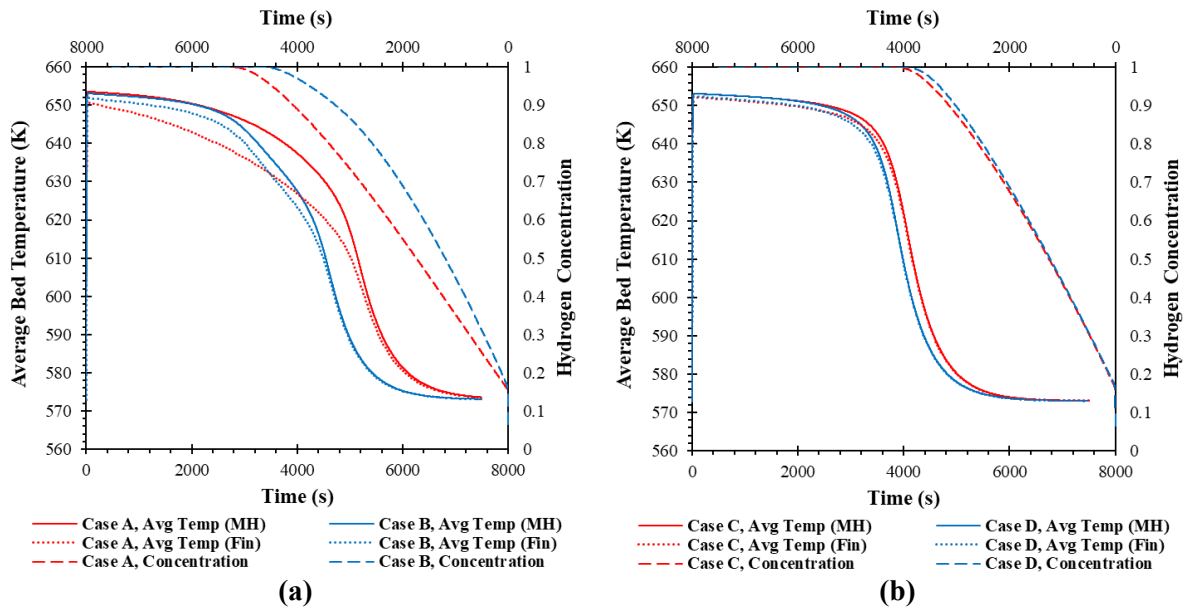 Time (s)
8000 6000 4000 2000 0
660
650
640
630
620
610
600
590
580
570
560
Average Bed Temperature (K)
1
0.9
0.8
0.7
0.6
0.5
0.4
0.3
0.2
0.1
0
Hydrogen Concentration
0 2000 4000 6000 8000
Time (s)
Case A, Avg Temp (MH) Case B, Avg Temp (MH)
Case A, Avg Temp (Fin) Case B, Avg Temp (Fin)
Case A, Concentration Case B, Concentration
(a)
Time (s)
8000 6000 4000 2000 0
660
650
640
630
620
610
600
590
580
570
560
Average Bed Temperature (K)
1
0.9
0.8
0.7
0.6
0.5
0.4
0.3
0.2
0.1
0
Hydrogen Concentration
0 2000 4000 6000 8000
Time (s)
Case C, Avg Temp (MH) Case D, Avg Temp (MH)
Case C, Avg Temp (Fin) Case D, Avg Temp (Fin)
Case C, Concentration Case D, Concentration
(b)